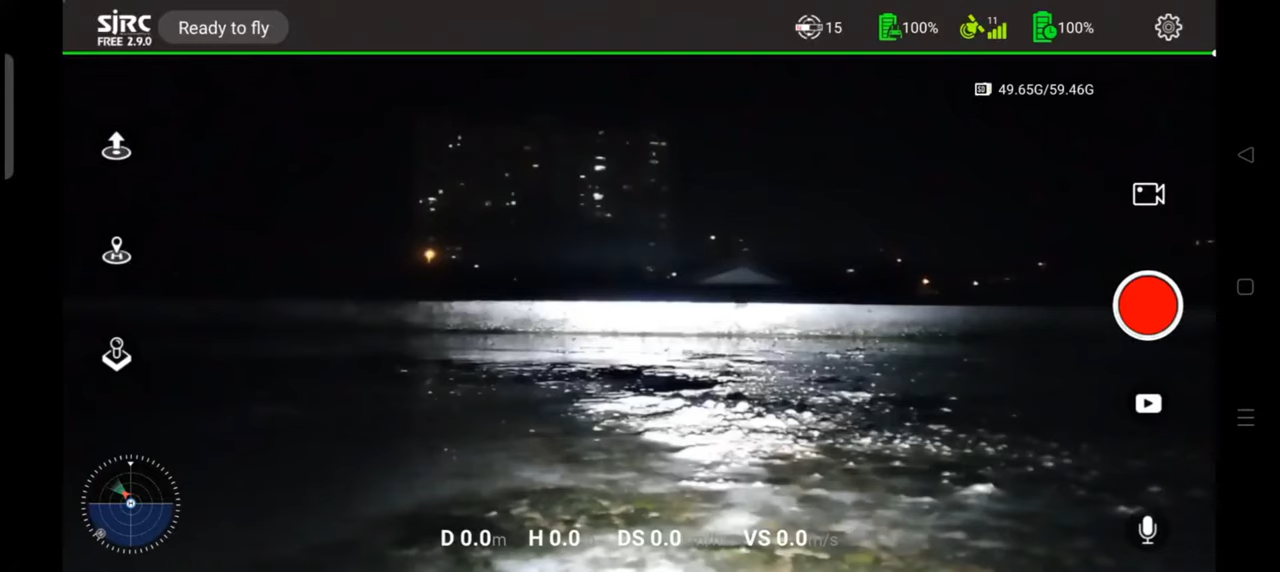 SJRC
FREE 2.9.0
Ready to fly
15
100%
11
100%
SD
49.65G/59.46G
H
D 0.0m
H 0.0
DS 0.0
VS 0.0m/s